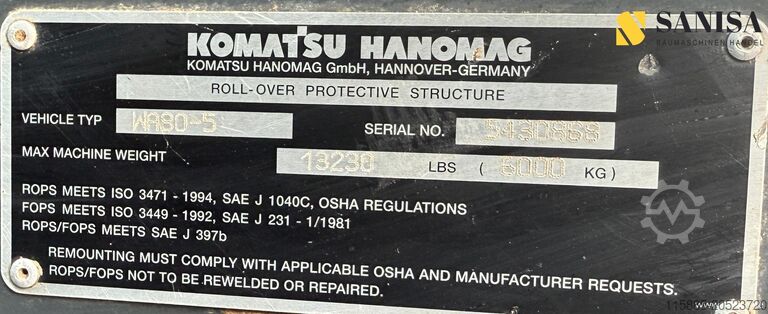 SANISA
BAUMASCHINEN HANDEL
KOMATSU HANOMAG
KOMATSU HANOMAG GmbH, HANNOVER-GERMANY
ROLL-OVER PROTECTIVE STRUCTURE
VEHICLE TYP WA80-5 SERIAL NO.
MAX MACHINE WEIGHT 13230 LBS ( 6000 KG )
ROPS MEETS ISO 3471 - 1994, SAE J 1040C, OSHA REGULATIONS
FOPS MEETS ISO 3449 - 1992, SAE J 231 - 1/1981
ROPS/FOPS MEETS SAE J 397b
REMOUNTING MUST COMPLY WITH APPLICABLE OSHA AND MANUFACTURER REQUESTS.
ROPS/FOPS NOT TO BE REWELDED OR REPAIRED.